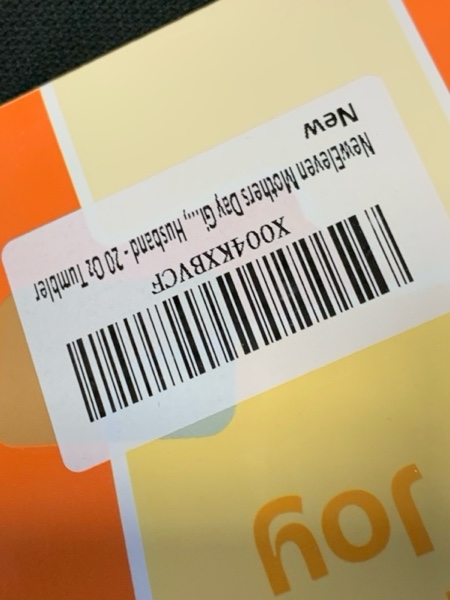 X004KXBVCF
NewEleven Mothers Day Gi..., Husband - 20 Oz Tumbler
New
Joy